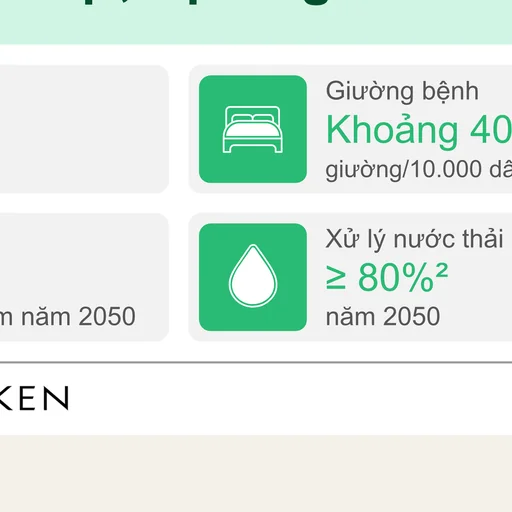 Giường bệnh
Khoảng 40
giường/10.000 dâ
Xử lý nước thải
≥ 80%²
năm 2050
m năm 2050
KEN